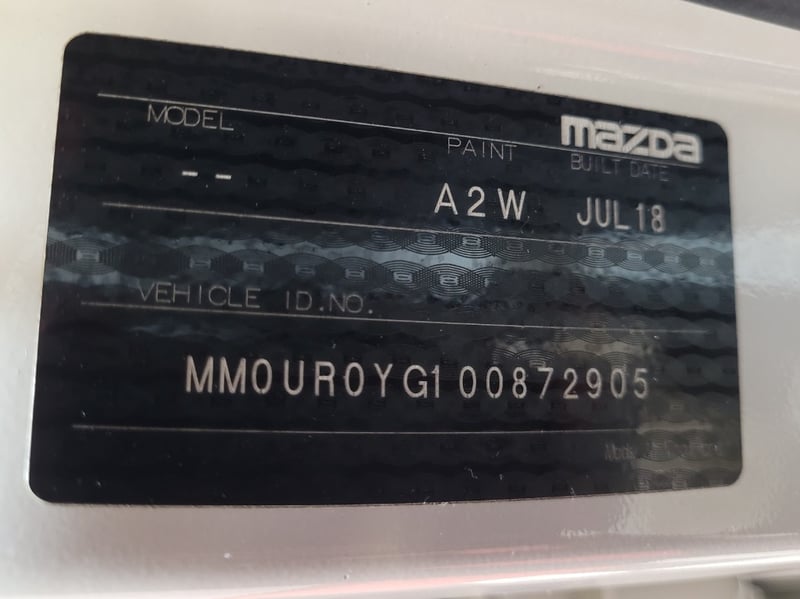 mazda
MODEL PAINT BUILT DATE
-- A2W JUL18
VEHICLE ID.NO.
MM0UR0YG100872905